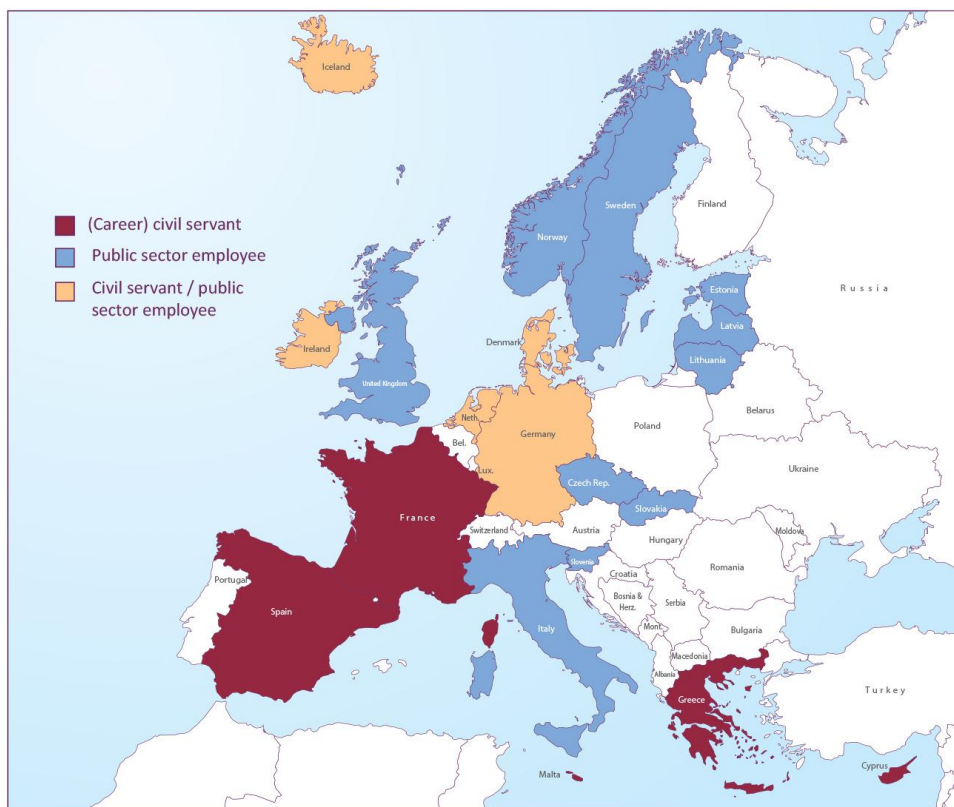 Iceland
(Career) civil servant
Public sector employee
Civil servant / public
sector employee
Finland
Sweden
Norway
Russia
Estonia
Latvia
Lithuania
Denmark
Ireland
United Kingdom
Neth.
Belarus
Poland
Germany
Bel.
Ukraine
Lux.
Czech Rep.
Slovakia
France
Switzerland
Austria
Moldova
Hungary
Slovenia
Romania
Croatia
Portugal
Bosnia &
Herz.
Serbia
Spain
Mont.
Italy
Bulgaria
Macedonia
Albania
Turkey
Greece
Cyprus
Malta